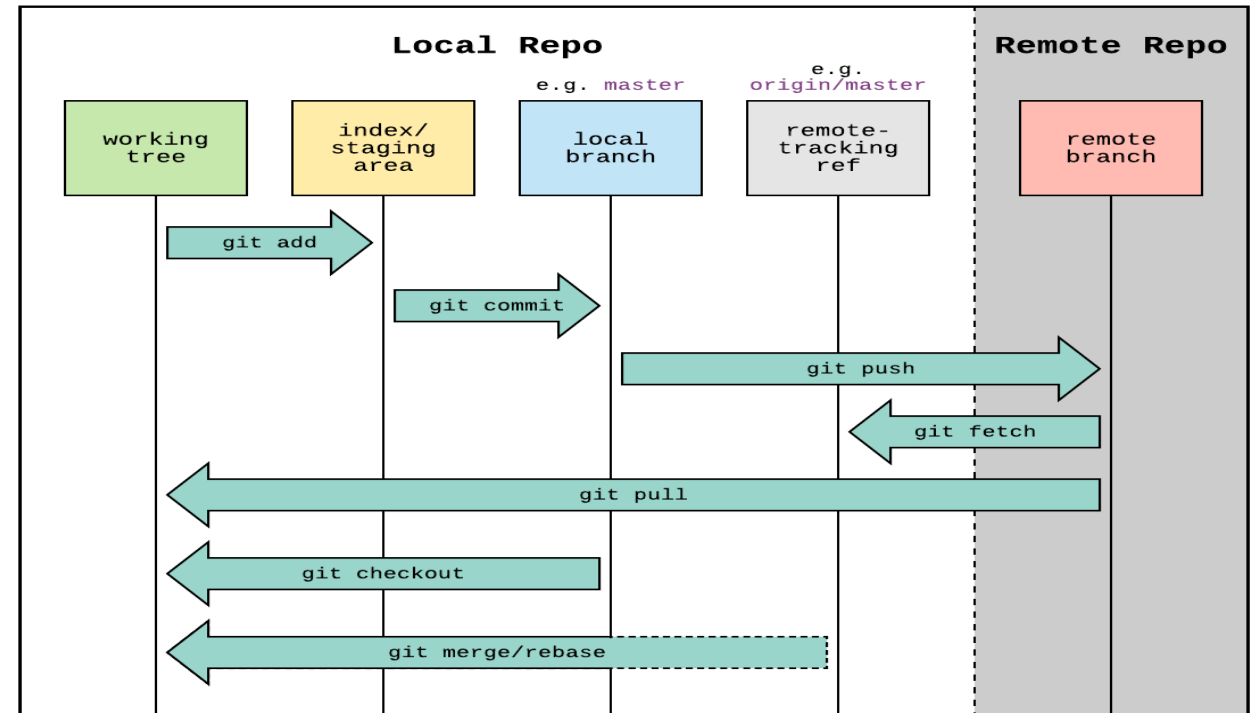 Local Repo
Remote Repo
e.g. master
e.g.
origin/master
working
tree
index/
staging
area
local
branch
remote-
tracking
ref
remote
branch
git add
git commit
git push
git fetch
git pull
git checkout
git merge/rebase